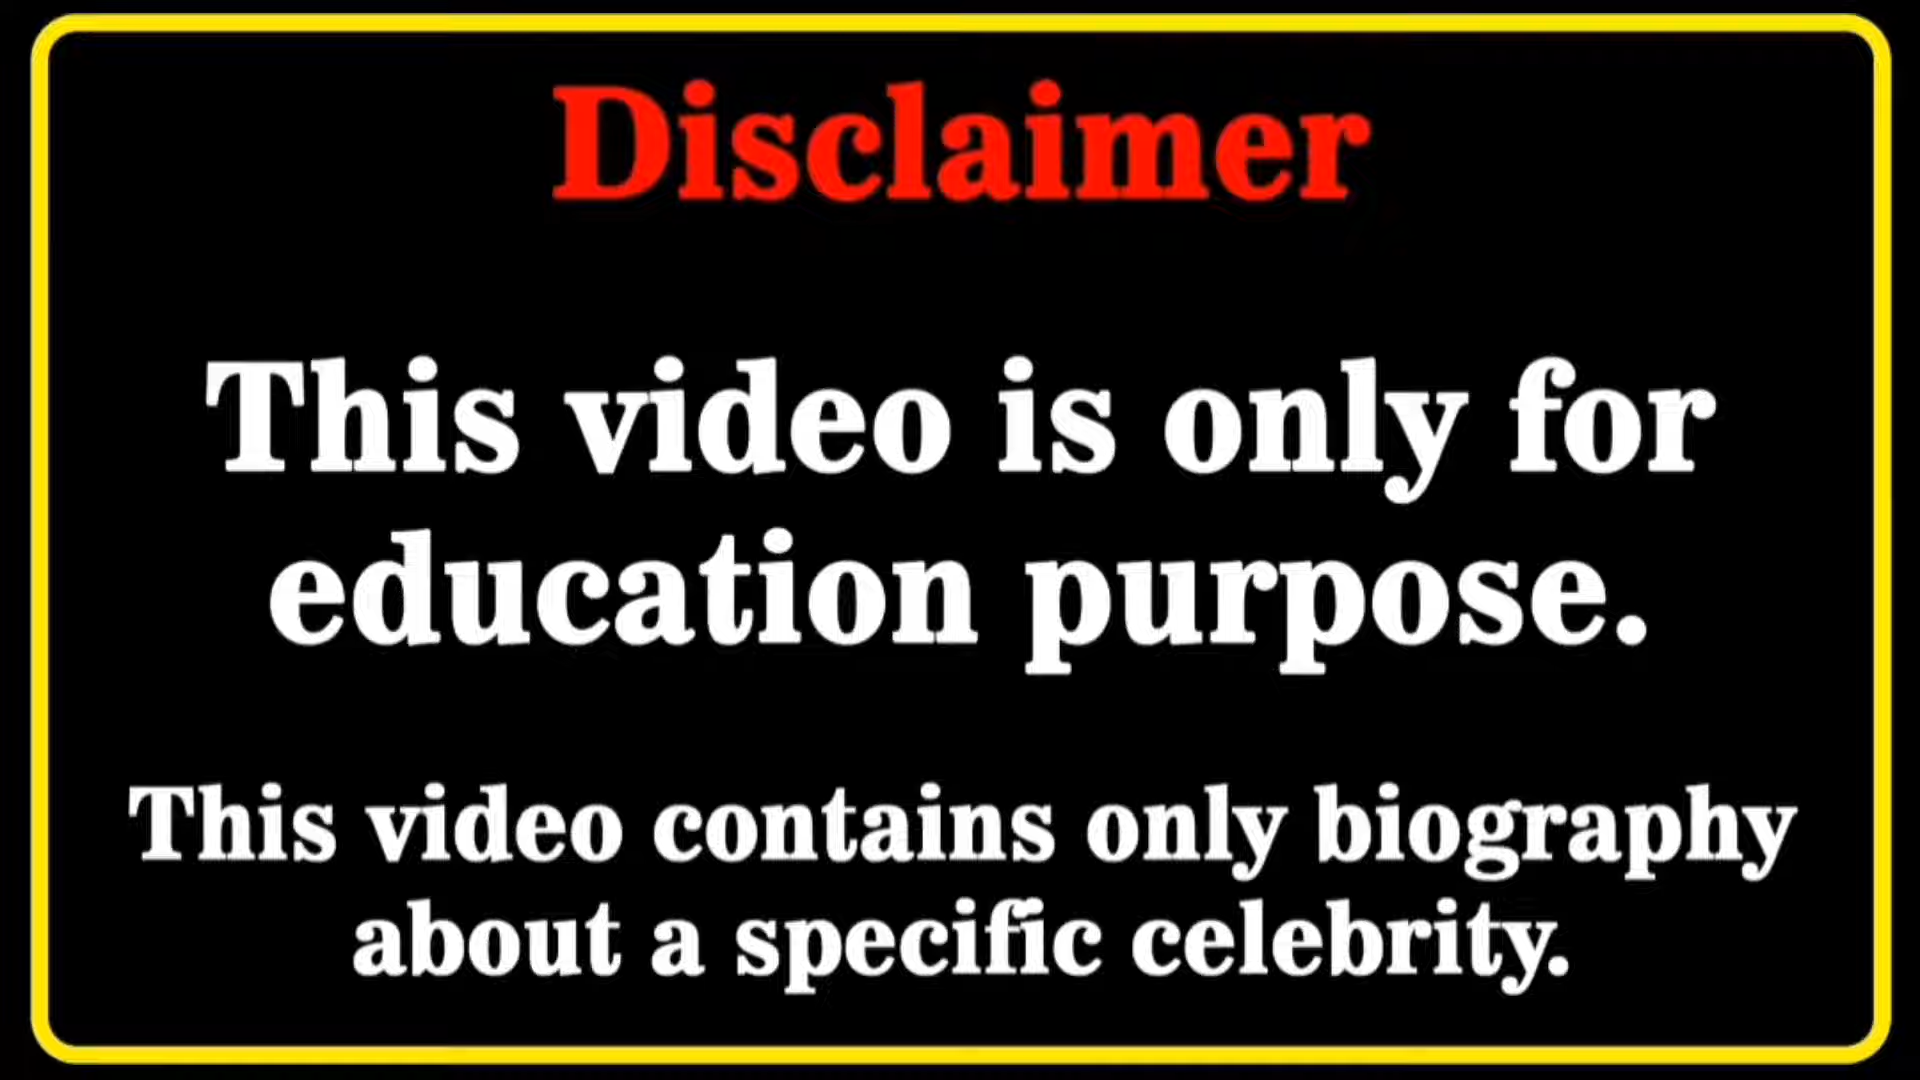 Disclaimer
This video is only for
education purpose.
This video contains only biography
about a specific celebrity.